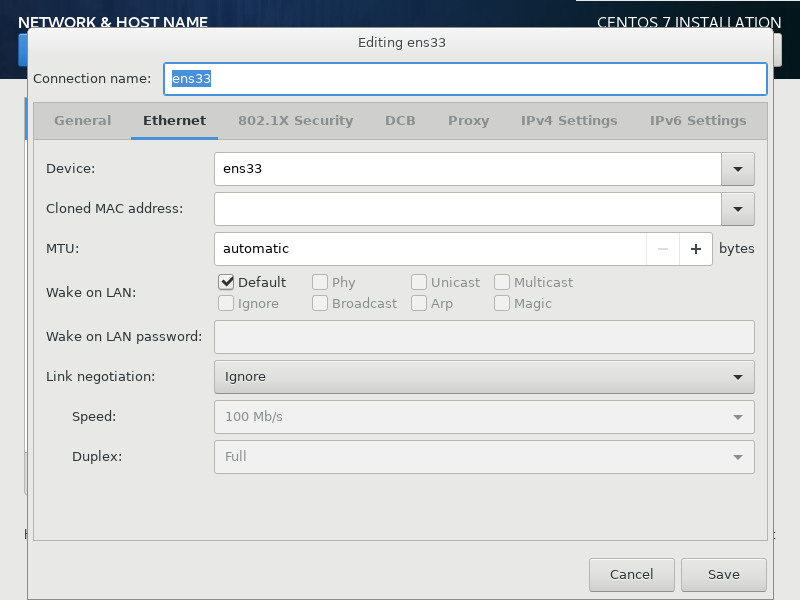 NETWORK & HOST NAME
CENTOS 7 INSTALLATION
Editing ens33
Connection name: ens33
General Ethernet 802.1X Security DCB Proxy IPv4 Settings IPv6 Settings
Device: ens33
Cloned MAC address:
MTU: automatic bytes
Wake on LAN:
Default Phy Unicast Multicast
Ignore Broadcast Arp Magic
Wake on LAN password:
Link negotiation: Ignore
Speed: 100 Mb/s
Duplex: Full
Cancel Save